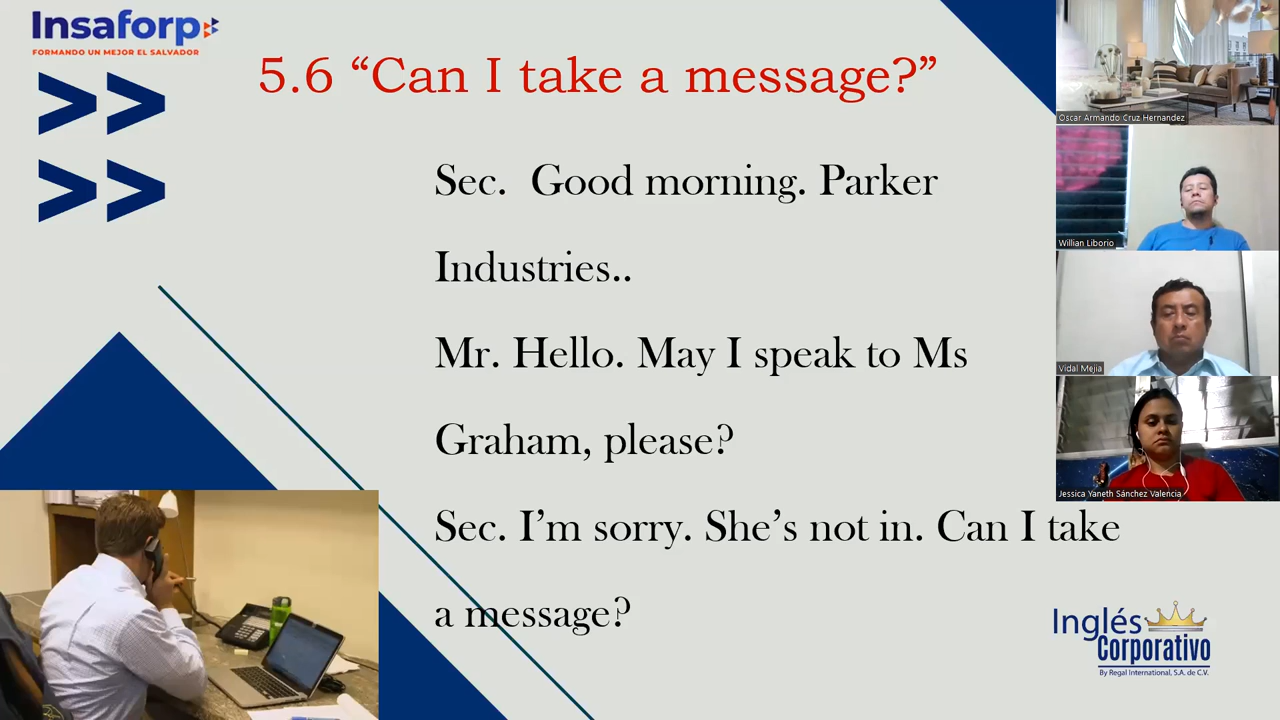 Insaforp
FORMANDO UN MEJOR EL SALVADOR
5.6 “Can I take a message?”
Sec.  Good morning. Parker
Industries..
Mr. Hello. May I speak to Ms
Graham, please?
Sec. I’m sorry. She’s not in. Can I take
a message?
Oscar Armando Cruz Hernandez
Willian Liborio
Vidal Mejia
Jessica Yaneth Sánchez Valencia
Inglés
Corporativo
By Regal International, S.A. de C.V.